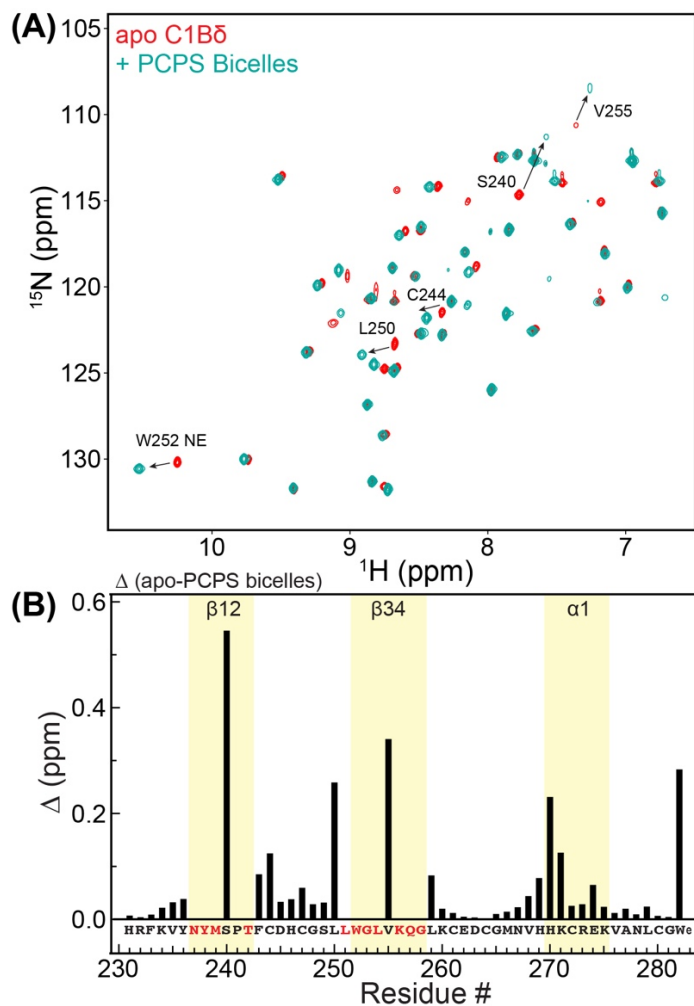 (A)
apo C1Bδ
+ PCPS Bicelles
105
110
115
120
125
130
¹⁵N (ppm)
V255
S240
C244
L250
W252 NE
10
9
8
7
¹H (ppm)
Δ (apo-PCPS bicelles)
(B)
β12
β34
α1
0.6
0.4
0.2
0.0
Δ (ppm)
HRFKVYNYMSPTFCDHCGSLLWGLVKQGLKCEDCGMNVHHKCREKVANLCGWe
230
240
250
260
270
280
Residue #